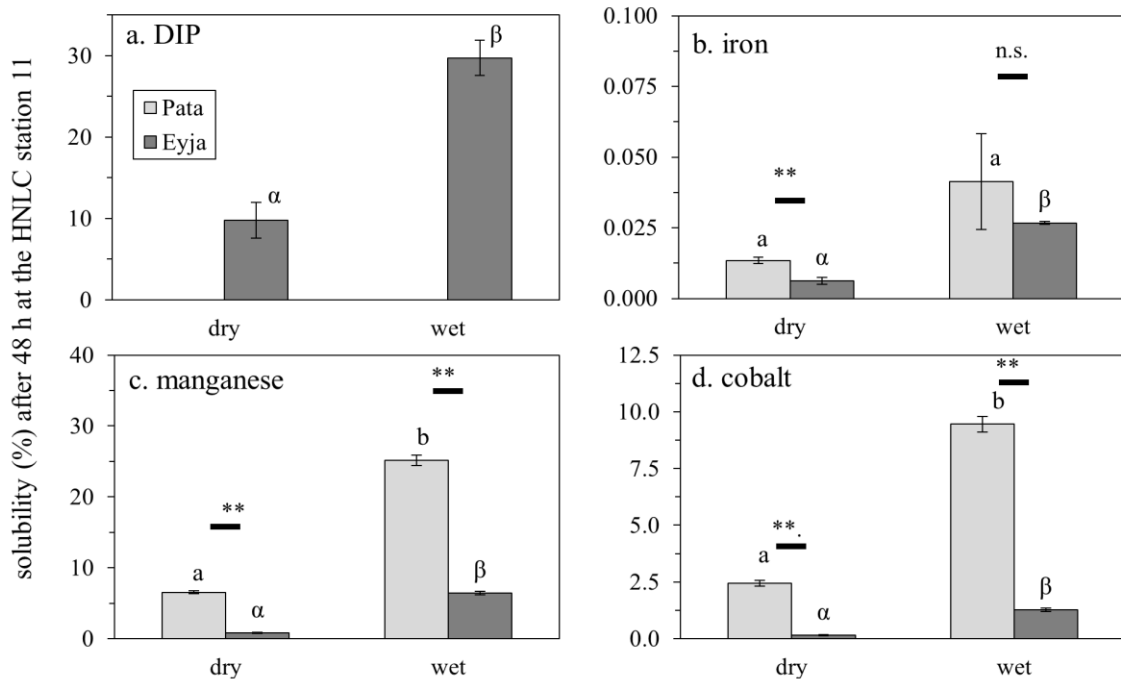 solubility (%) after 48 h at the HNLC station 11
a. DIP
30
20
10
0
Pata
Eyja
α
β
dry
wet
b. iron
0.100
0.075
0.050
0.025
0.000
**
n.s.
a
α
a
β
dry
wet
c. manganese
40
30
20
10
0
**
**
a
α
b
β
dry
wet
d. cobalt
12.5
10.0
7.5
5.0
2.5
0.0
**.
**
a
α
b
β
dry
wet